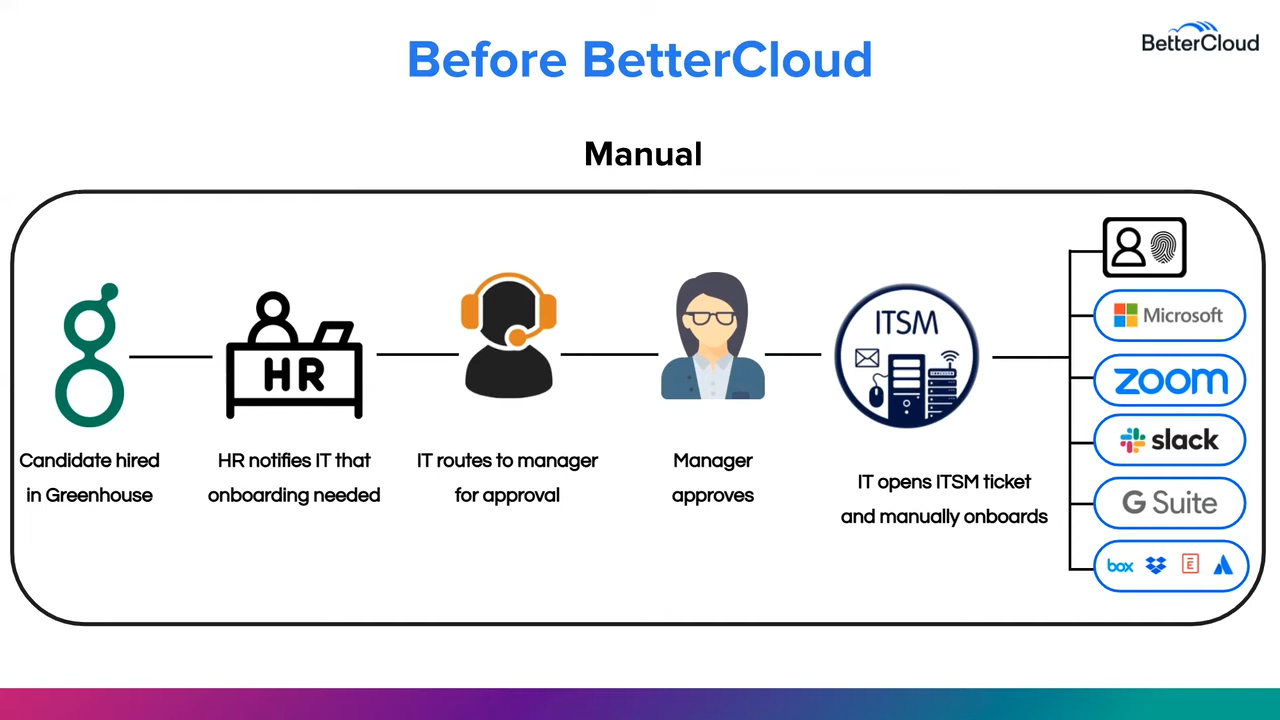 BetterCloud
Before BetterCloud
Manual
HR
ITSM
Microsoft
zoom
slack
G Suite
box
E
Candidate hired
in Greenhouse
HR notifies IT that
onboarding needed
IT routes to manager
for approval
Manager
approves
IT opens ITSM ticket
and manually onboards